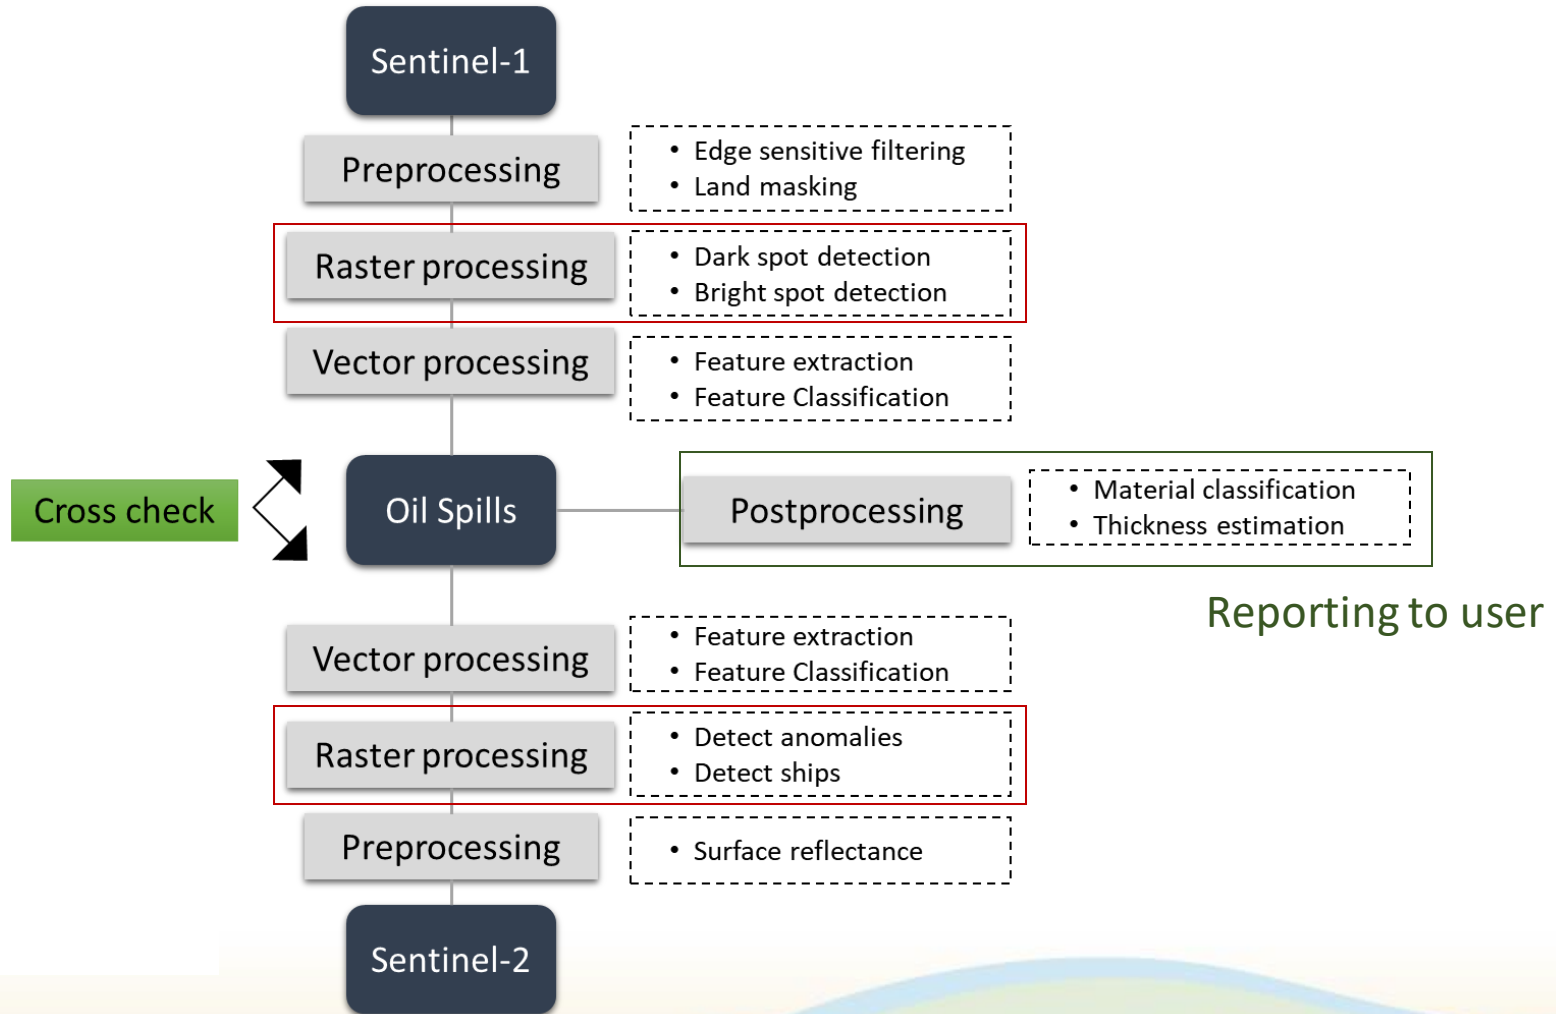 Sentinel-1
Preprocessing
• Edge sensitive filtering
• Land masking
Raster processing
• Dark spot detection
• Bright spot detection
Vector processing
• Feature extraction
• Feature Classification
Cross check
Oil Spills
Postprocessing
• Material classification
• Thickness estimation
Reporting to user
Vector processing
• Feature extraction
• Feature Classification
Raster processing
• Detect anomalies
• Detect ships
Preprocessing
• Surface reflectance
Sentinel-2